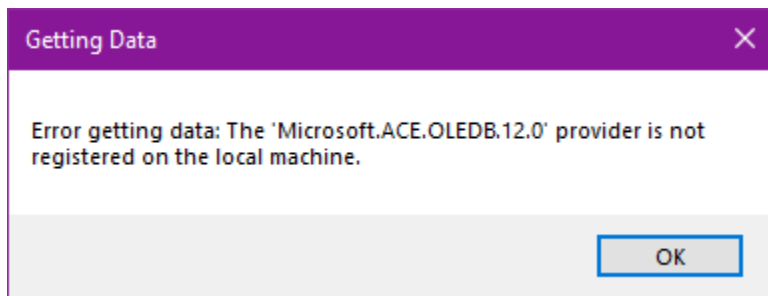 Getting Data
Error getting data: The 'Microsoft.ACE.OLEDB.12.0' provider is not
registered on the local machine.
OK